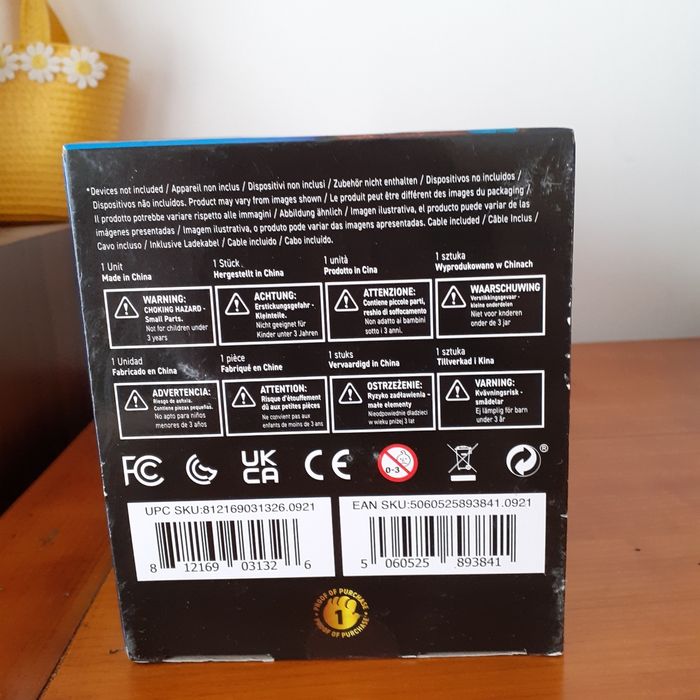 *Devices not included / Appareil non inclus / Dispositivi non inclusi / Zubehör nicht enthalten / Dispositivos no incluidos /
Dispositivos não incluidos. Product may vary from images shown / Le produit peut être différent des images du packaging /
Il prodotto potrebbe variare rispetto alle immagini / Abbildung ähnlich / Imagen ilustrativa, el producto puede variar de las
imágenes presentadas / Imagem ilustrativa, o produto pode variar das imagens apresentadas. Cable included / Câble Inclus /
Cavo incluso / Inklusive Ladekabel / Cable incluido / Cabo incluido.
1 Unit
Made in China
WARNING:
CHOKING HAZARD -
Small Parts.
Not for children under
3 years
1 Stück
Hergestellt in China
ACHTUNG:
Erstickungsgefahr -
Kleinteile.
Nicht geeignet für
Kinder unter 3 Jahren
1 unità
Prodotto in Cina
ATTENZIONE:
Contiene piccole parti,
reshio di soffocamento
Non adatto ai bambini
sotto i 3 anni.
1 sztuka
Wyprodukowano w Chinach
WAARSCHUWING
Verstikkingsgevaar -
kleine onderdelen
Niet voor kinderen
onder de 3 jar
1 Unidad
Fabricado en China
ADVERTENCIA:
Riesgo de asfixia.
Contiene piezas pequeñas.
No apto para niños
menores de 3 años
1 pièce
Fabriqué en Chine
ATTENTION:
Risque d'étouffement
dû aux petites pièces
Ne convient pas aux
enfants de moins de 3 ans
1 stuks
Vervaardigd in China
OSTRZEŻENIE:
Ryzyko zadławienia -
małe elementy
Nieodpowiednie dladzieci
w wieku poniżej 3 lat
1 sztuka
Tillverkad i Kina
VARNING:
Kvävningsrisk -
smådelar
Ej lämplig för barn
under 3 år
FC
UK
CA
CE
0-3
®
UPC SKU:812169031326.0921
8 12169 03132 6
EAN SKU:5060525893841.0921
5 060525 893841
PROOF OF PURCHASE
1
PROOF OF PURCHASE